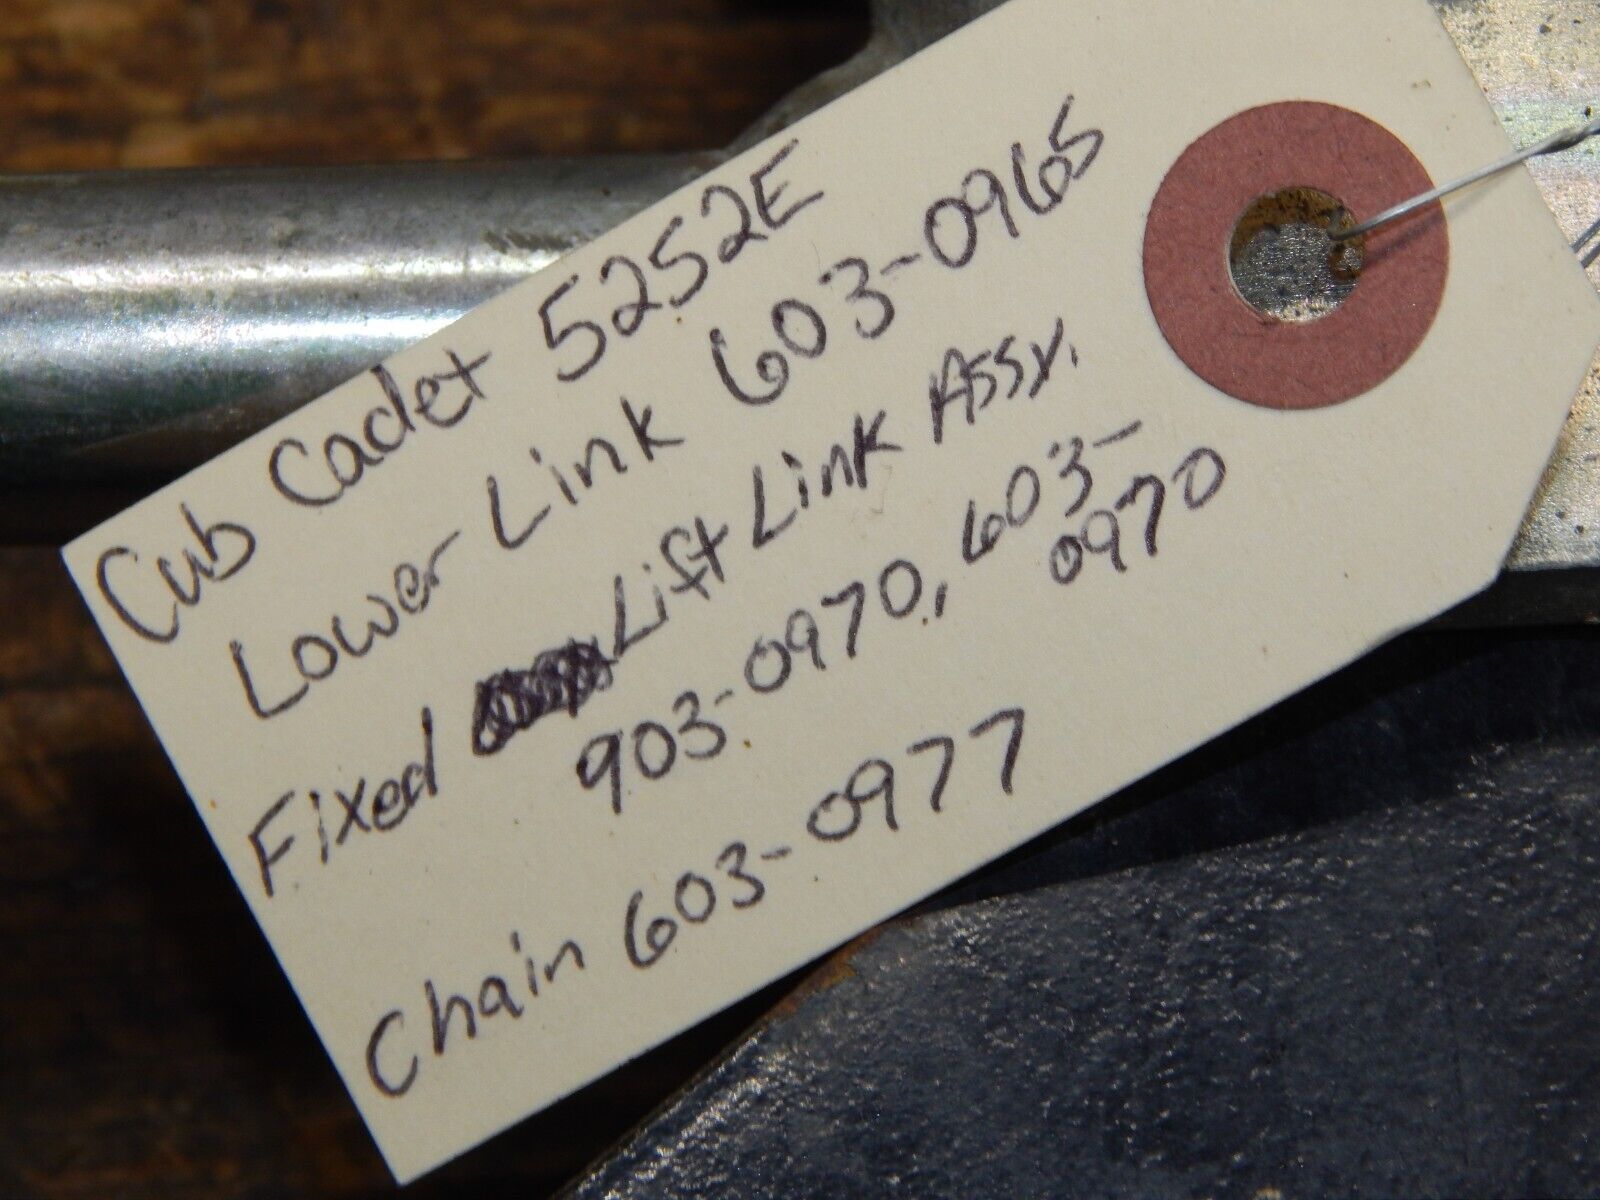 Cub Cadet 5252E
Lower Link 603-0965
Fixed Lift Link Assy.
903-0970, 603-
0970
Chain 603-0977